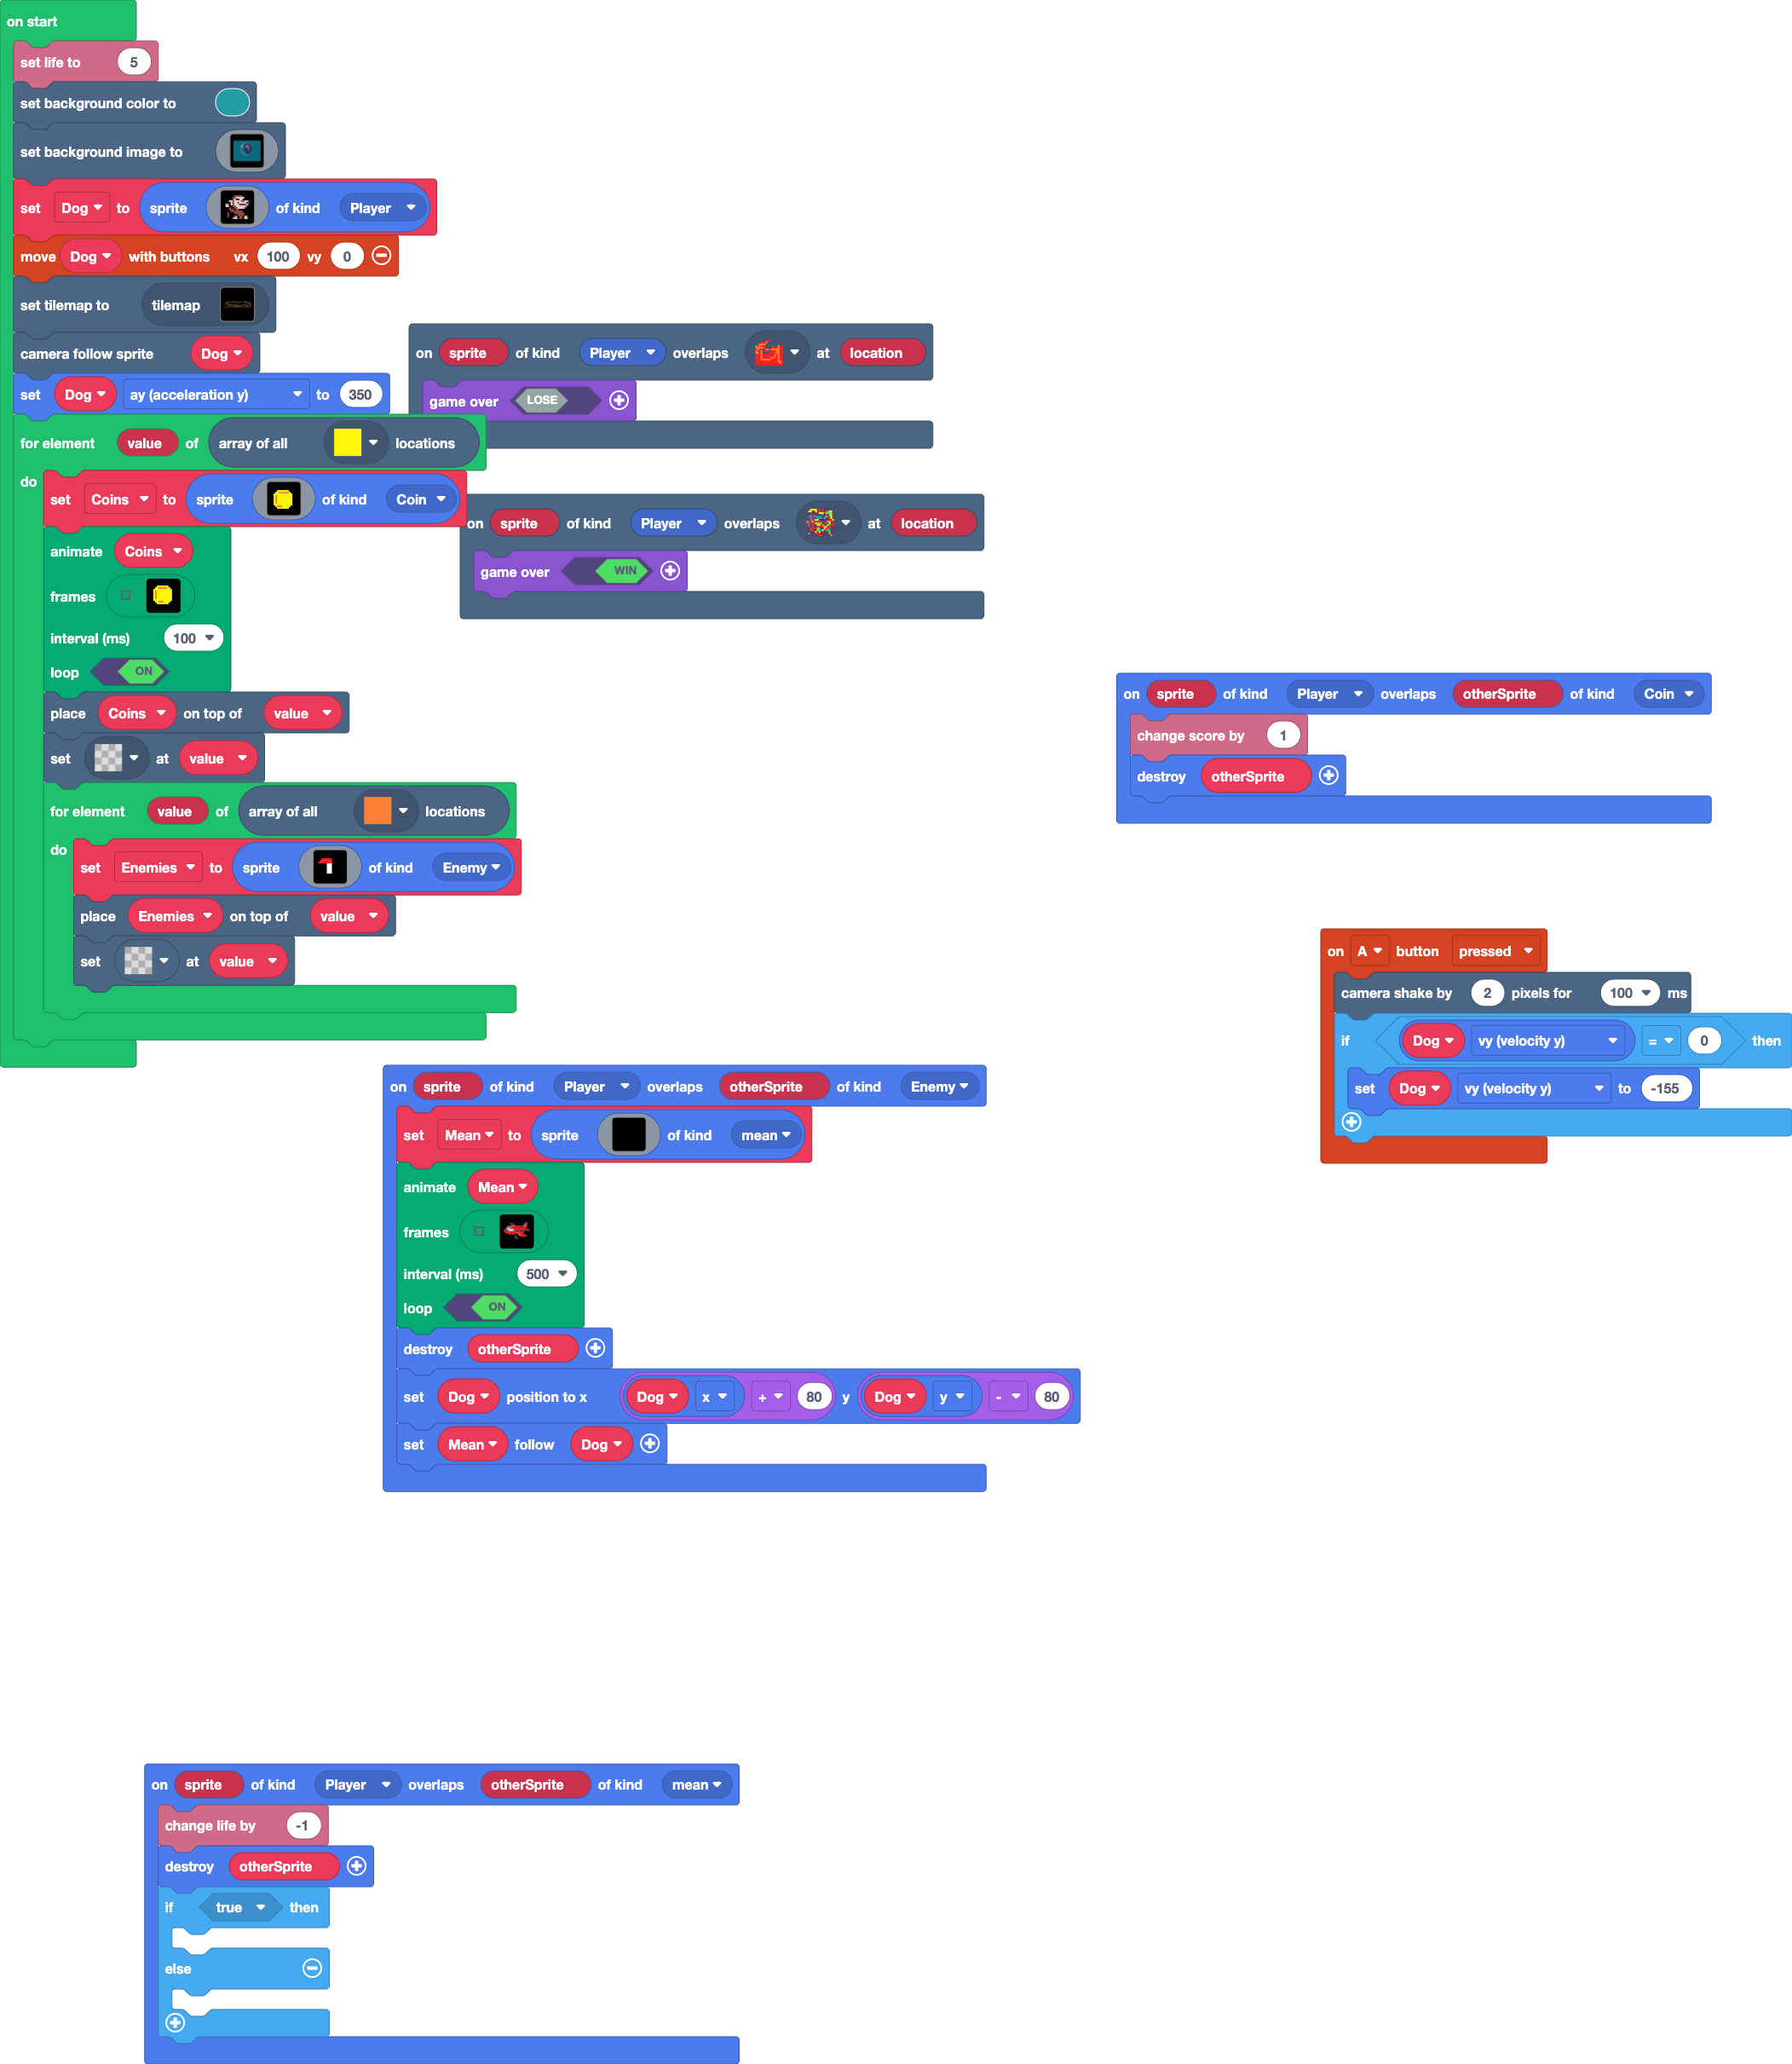 on start
set life to 5
set background color to
set background image to
set Dog to sprite of kind Player
move Dog with buttons vx 100 vy 0
set tilemap to tilemap
camera follow sprite Dog
set Dog ay (acceleration y) to 350
for element value of array of all locations
do
set Coins to sprite of kind Coin
animate Coins
frames
interval (ms) 100
loop ON
place Coins on top of value
set at value
for element value of array of all locations
do
set Enemies to sprite of kind Enemy
place Enemies on top of value
set at value
on sprite of kind Player overlaps at location
game over LOSE
on sprite of kind Player overlaps at location
game over WIN
on sprite of kind Player overlaps otherSprite of kind Coin
change score by 1
destroy otherSprite
on A button pressed
camera shake by 2 pixels for 100 ms
if Dog vy (velocity y) = 0 then
set Dog vy (velocity y) to -155
on sprite of kind Player overlaps otherSprite of kind Enemy
set Mean to sprite of kind mean
animate Mean
frames
interval (ms) 500
loop ON
destroy otherSprite
set Dog position to x Dog x + 80 y Dog y - 80
set Mean follow Dog
on sprite of kind Player overlaps otherSprite of kind mean
change life by -1
destroy otherSprite
if true then
else